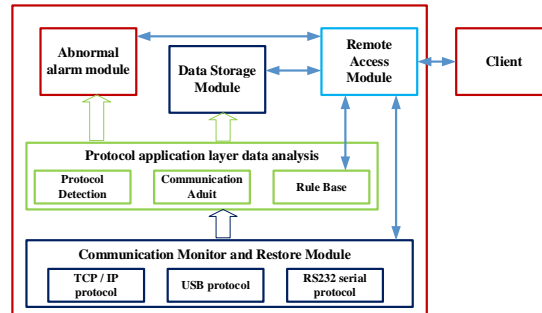 Abnormal
alarm module
Data Storage
Module
Remote
Access
Module
Client
Protocol application layer data analysis
Protocol
Detection
Communication
Aduit
Rule Base
Communication Monitor and Restore Module
TCP / IP
protocol
USB protocol
RS232 serial
protocol